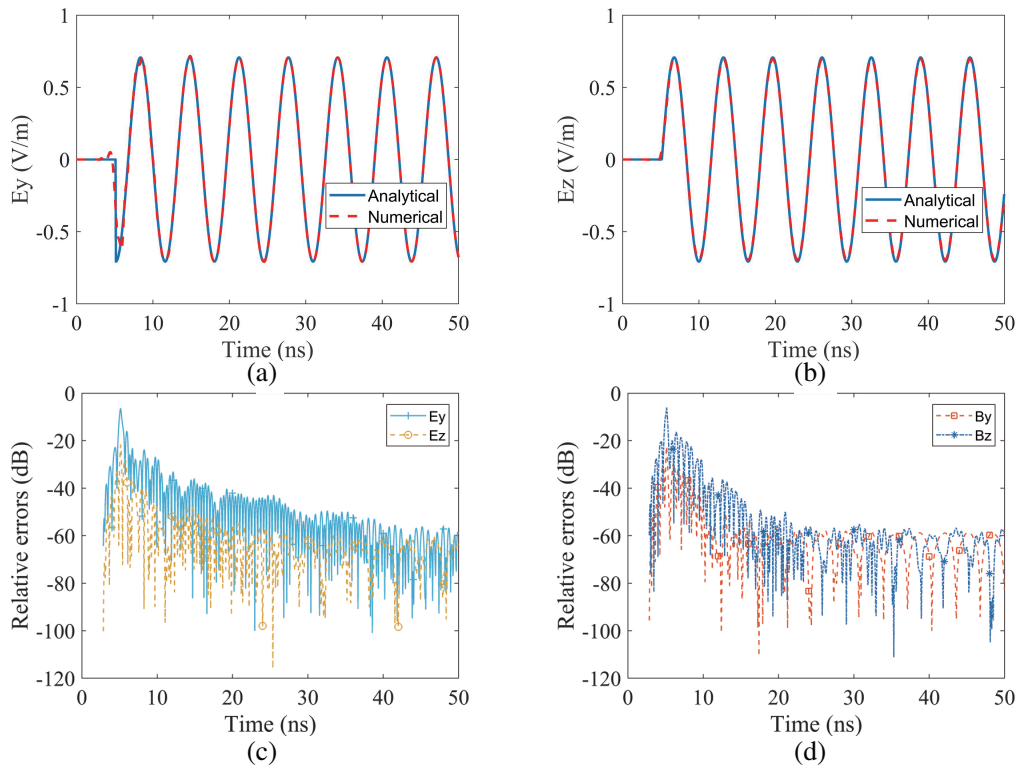 1
0.5
0
-0.5
-1
Ey (V/m)
Analytical
Numerical
0 10 20 30 40 50
Time (ns)
(a)
1
0.5
0
-0.5
-1
Ez (V/m)
Analytical
Numerical
0 10 20 30 40 50
Time (ns)
(b)
0
-20
-40
-60
-80
-100
-120
Relative errors (dB)
Ey
Ez
0 10 20 30 40 50
Time (ns)
(c)
0
-20
-40
-60
-80
-100
-120
Relative errors (dB)
By
Bz
0 10 20 30 40 50
Time (ns)
(d)